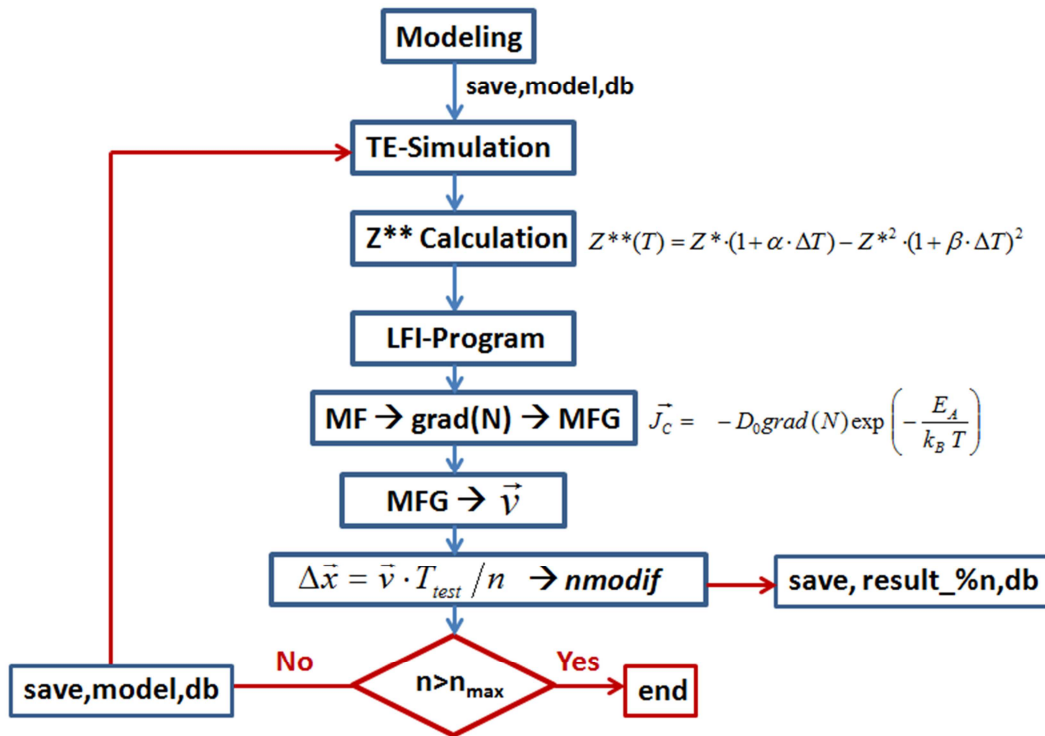 Modeling
save,model,db
TE-Simulation
Z** Calculation
Z**(T) = Z*·(1+α·ΔT) − Z*²·(1+β·ΔT)²
LFI-Program
MF → grad(N) → MFG
J⃗_C = −D₀grad(N)exp(−E_A/(k_B T))
MFG → v⃗
Δx⃗ = v⃗·T_test/n → nmodif
save, result_%n,db
No
n>n_max
Yes
save,model,db
end